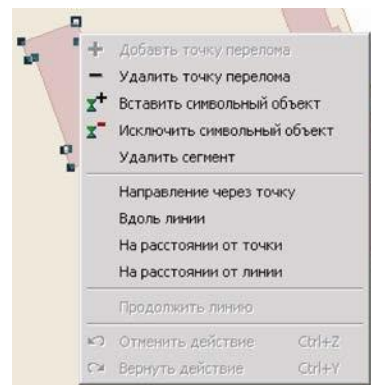 Добавть точку перелома
Удалить точку перелома
Вставить символьный объект
Исключить символьный объект
Удалить сегмент
Направление через точку
Вдоль линии
На расстоянии от точки
На расстоянии от линии
Продолжить линию
Отменить действие Ctrl+Z
Вернуть действие Ctrl+Y